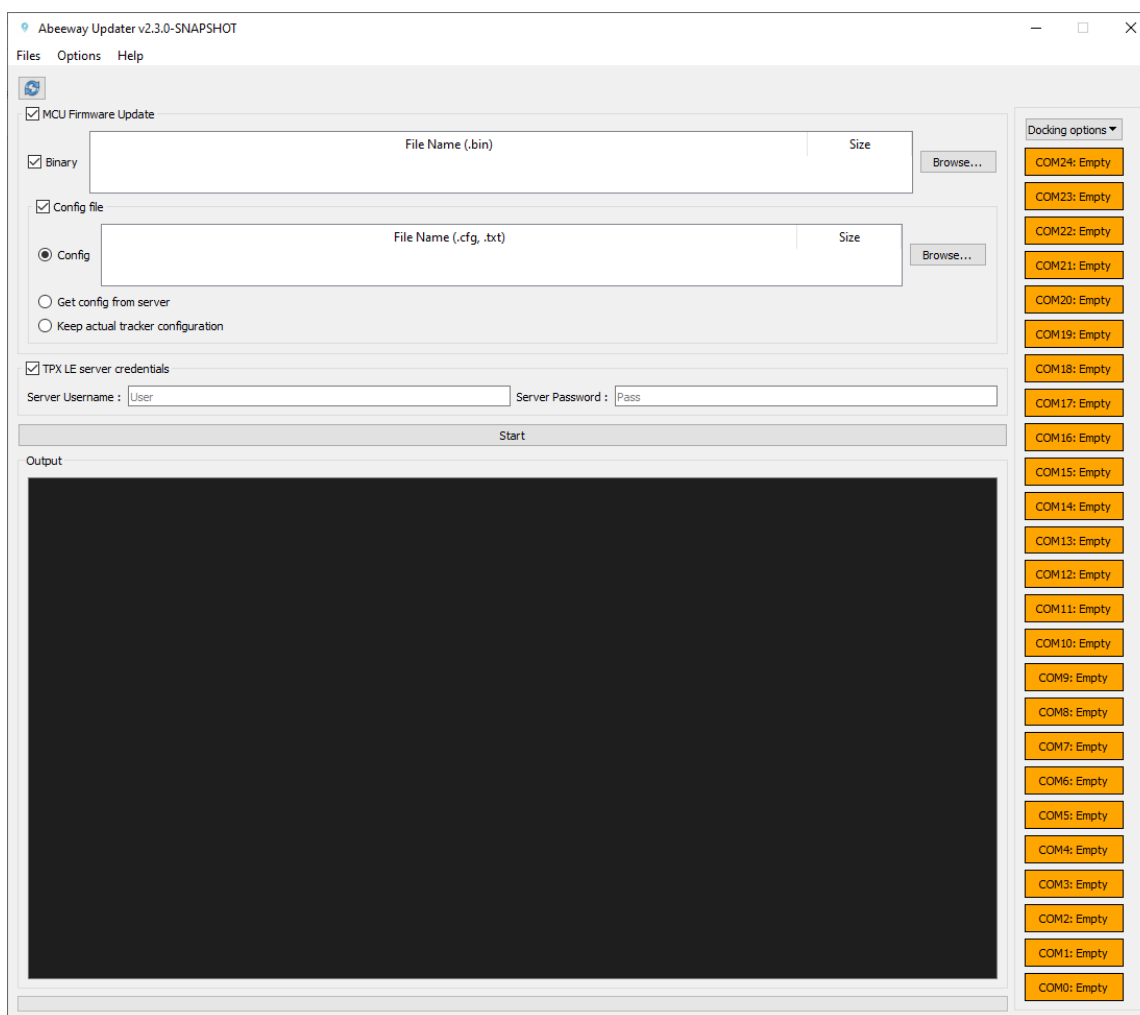 Abeeway Updater v2.3.0-SNAPSHOT
Files Options Help
MCU Firmware Update
File Name (.bin) Size
Binary Browse...
Config file
File Name (.cfg, .txt) Size
Config Browse...
Get config from server
Keep actual tracker configuration
TPX LE server credentials
Server Username : User Server Password : Pass
Start
Output
Docking options
COM24: Empty
COM23: Empty
COM22: Empty
COM21: Empty
COM20: Empty
COM19: Empty
COM18: Empty
COM17: Empty
COM16: Empty
COM15: Empty
COM14: Empty
COM13: Empty
COM12: Empty
COM11: Empty
COM10: Empty
COM9: Empty
COM8: Empty
COM7: Empty
COM6: Empty
COM5: Empty
COM4: Empty
COM3: Empty
COM2: Empty
COM1: Empty
COM0: Empty